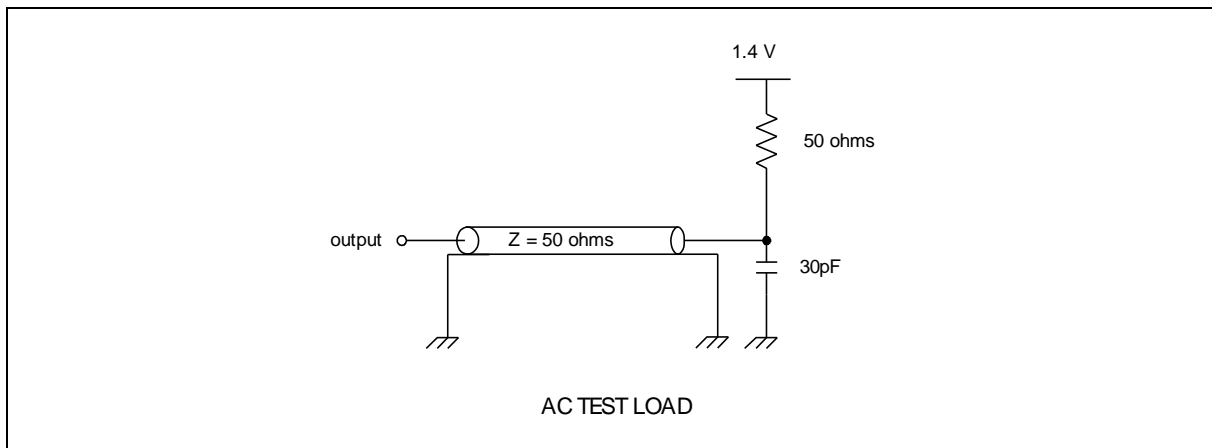 1.4 V
50 ohms
output
Z = 50 ohms
30pF
AC TEST LOAD